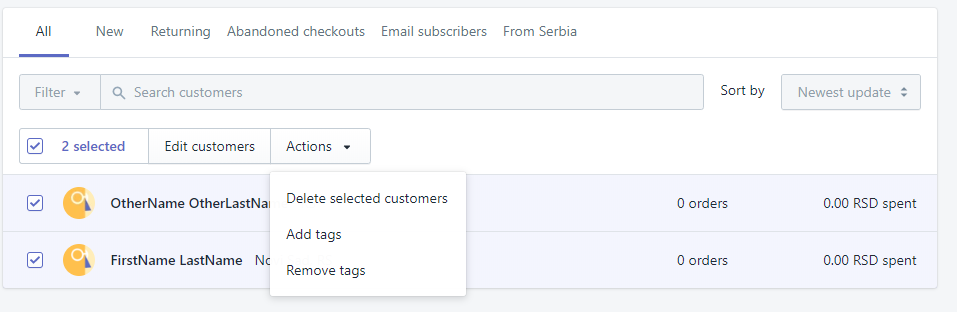 All New Returning Abandoned checkouts Email subscribers From Serbia
Filter Search customers Sort by Newest update
2 selected Edit customers Actions
Delete selected customers
Add tags
Remove tags
OtherName 0 orders 0.00 RSD spent
FirstName LastName 0 orders 0.00 RSD spent